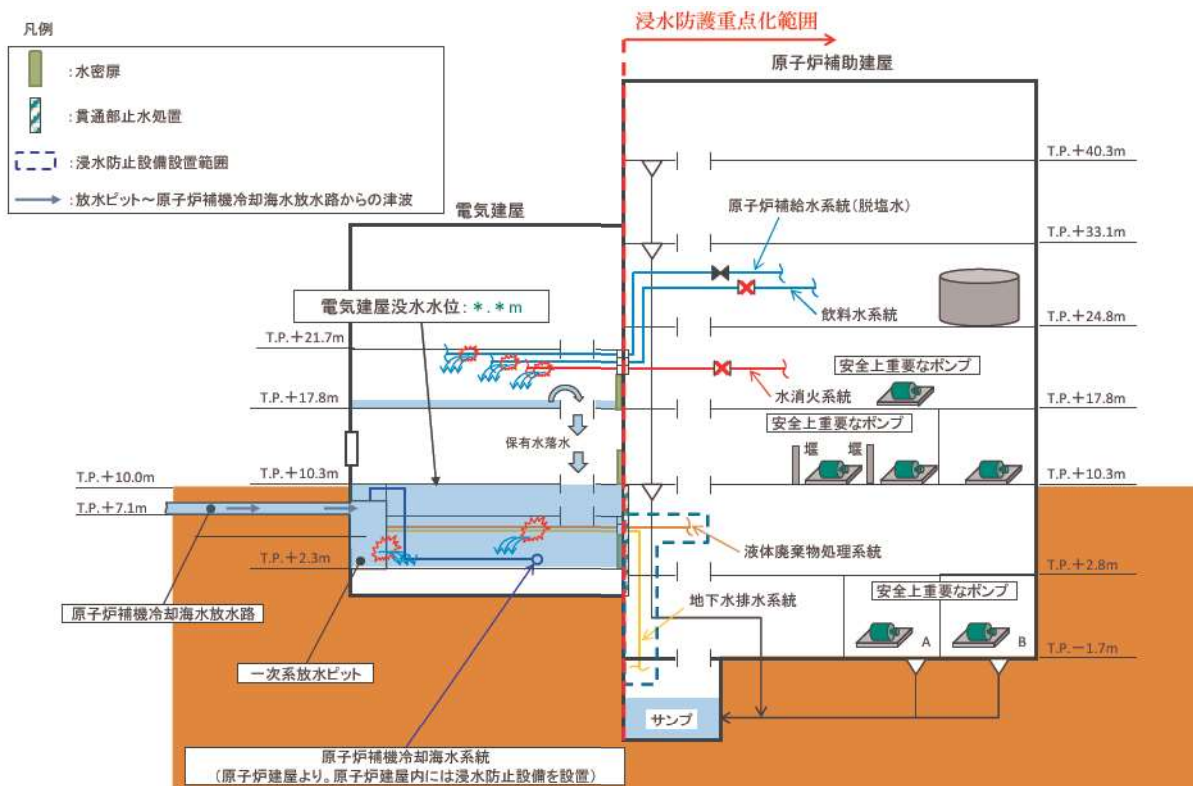 浸水防護重点化範囲
凡例
：水密扉
：貫通部止水処置
：浸水防止設備設置範囲
：放水ピット～原子炉補機冷却海水放水路からの津波
原子炉補助建屋
電気建屋
T.P.＋40.3m
原子炉補給水系統（脱塩水）
T.P.＋33.1m
電気建屋没水水位：＊.＊m
飲料水系統
T.P.＋24.8m
T.P.＋21.7m
安全上重要なポンプ
水消火系統
T.P.＋17.8m
T.P.＋17.8m
安全上重要なポンプ
保有水落水
堰
堰
T.P.＋10.0m
T.P.＋10.3m
T.P.＋10.3m
T.P.＋7.1m
液体廃棄物処理系統
T.P.＋2.3m
T.P.＋2.8m
地下水排水系統
安全上重要なポンプ
原子炉補機冷却海水放水路
A
B
T.P.－1.7m
一次系放水ピット
サンプ
原子炉補機冷却海水系統
（原子炉建屋より。原子炉建屋内には浸水防止設備を設置）